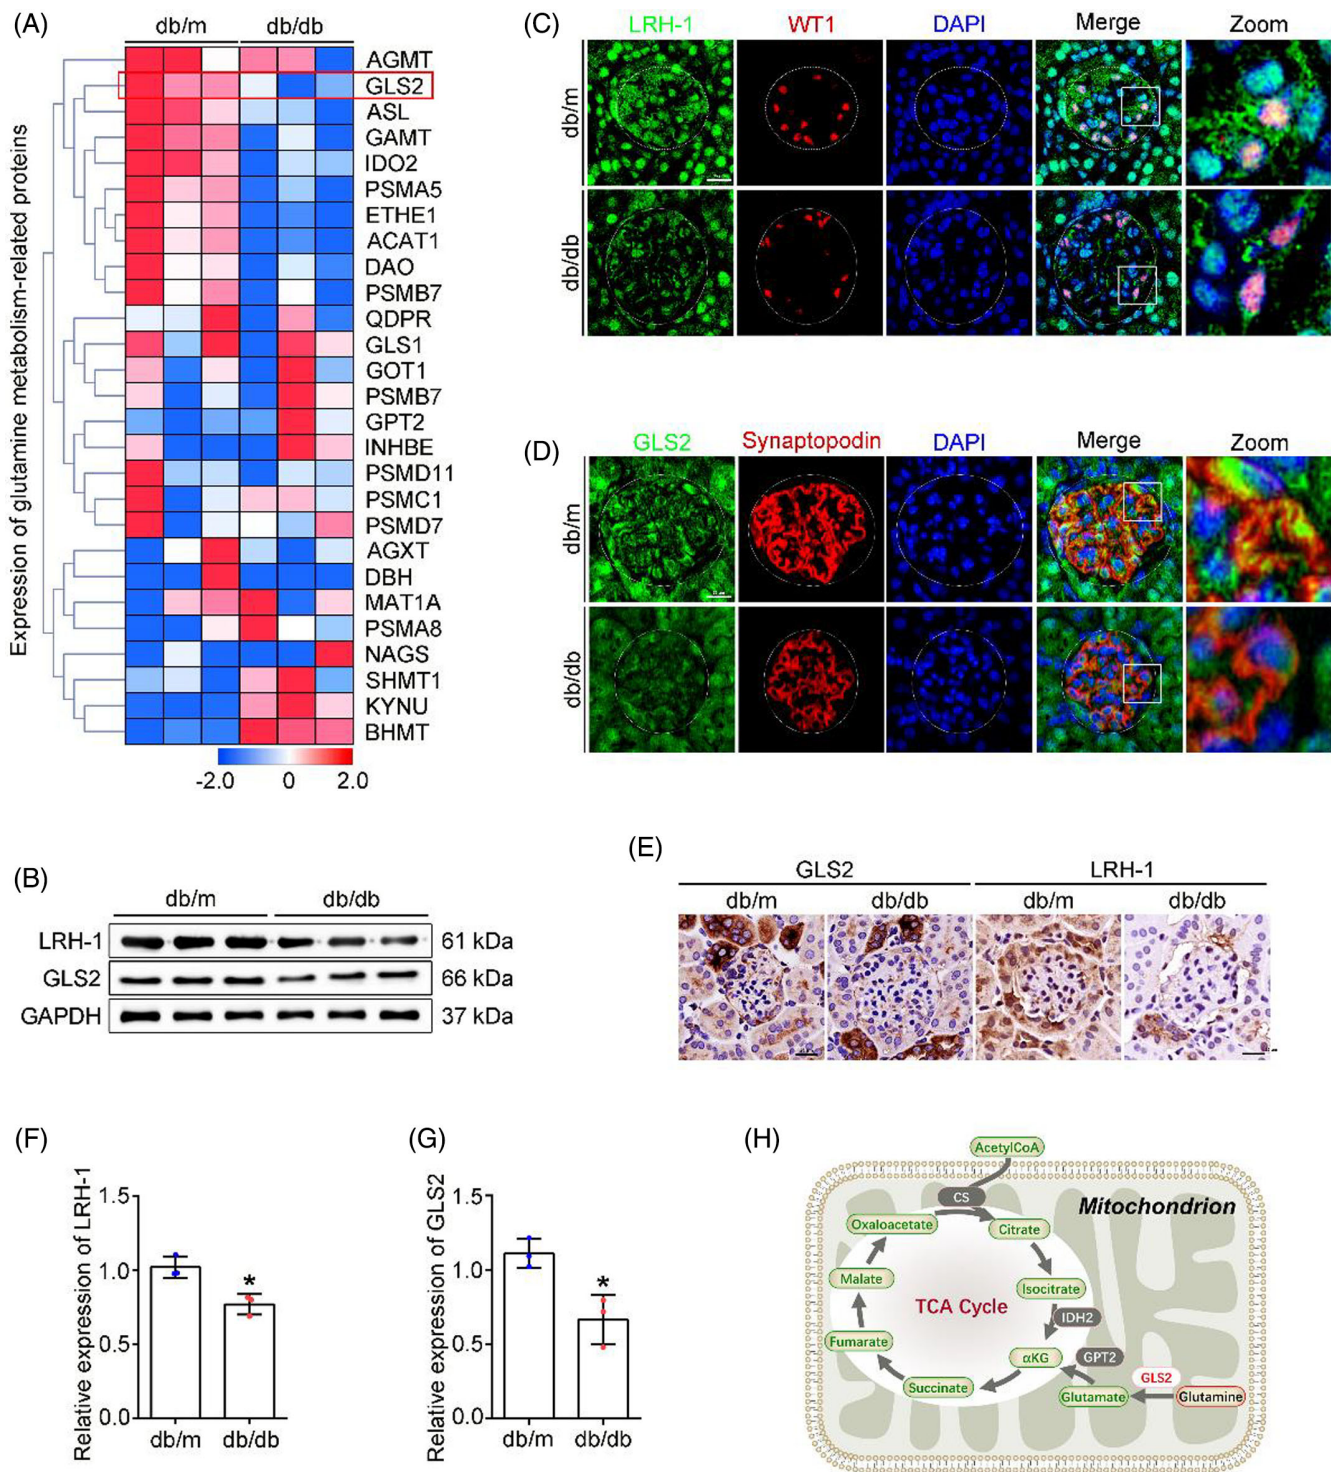 (A)
db/m db/db
Expression of glutamine metabolism-related proteins
AGMT
GLS2
ASL
GAMT
IDO2
PSMA5
ETHE1
ACAT1
DAO
PSMB7
QDPR
GLS1
GOT1
PSMB7
GPT2
INHBE
PSMD11
PSMC1
PSMD7
AGXT
DBH
MAT1A
PSMA8
NAGS
SHMT1
KYNU
BHMT
-2.0 0 2.0
(B)
db/m db/db
LRH-1 61 kDa
GLS2 66 kDa
GAPDH 37 kDa
(C)
LRH-1 WT1 DAPI Merge Zoom
db/m
db/db
(D)
GLS2 Synaptopodin DAPI Merge Zoom
db/m
db/db
(E)
GLS2 LRH-1
db/m db/db db/m db/db
(F)
Relative expression of LRH-1
1.5
1.0
0.5
0.0
*
db/m db/db
(G)
Relative expression of GLS2
1.5
1.0
0.5
0.0
*
db/m db/db
(H)
AcetylCoA
CS
Mitochondrion
Oxaloacetate
Citrate
Malate
Isocitrate
TCA Cycle
IDH2
Fumarate
αKG
GPT2
GLS2
Succinate
Glutamate
Glutamine